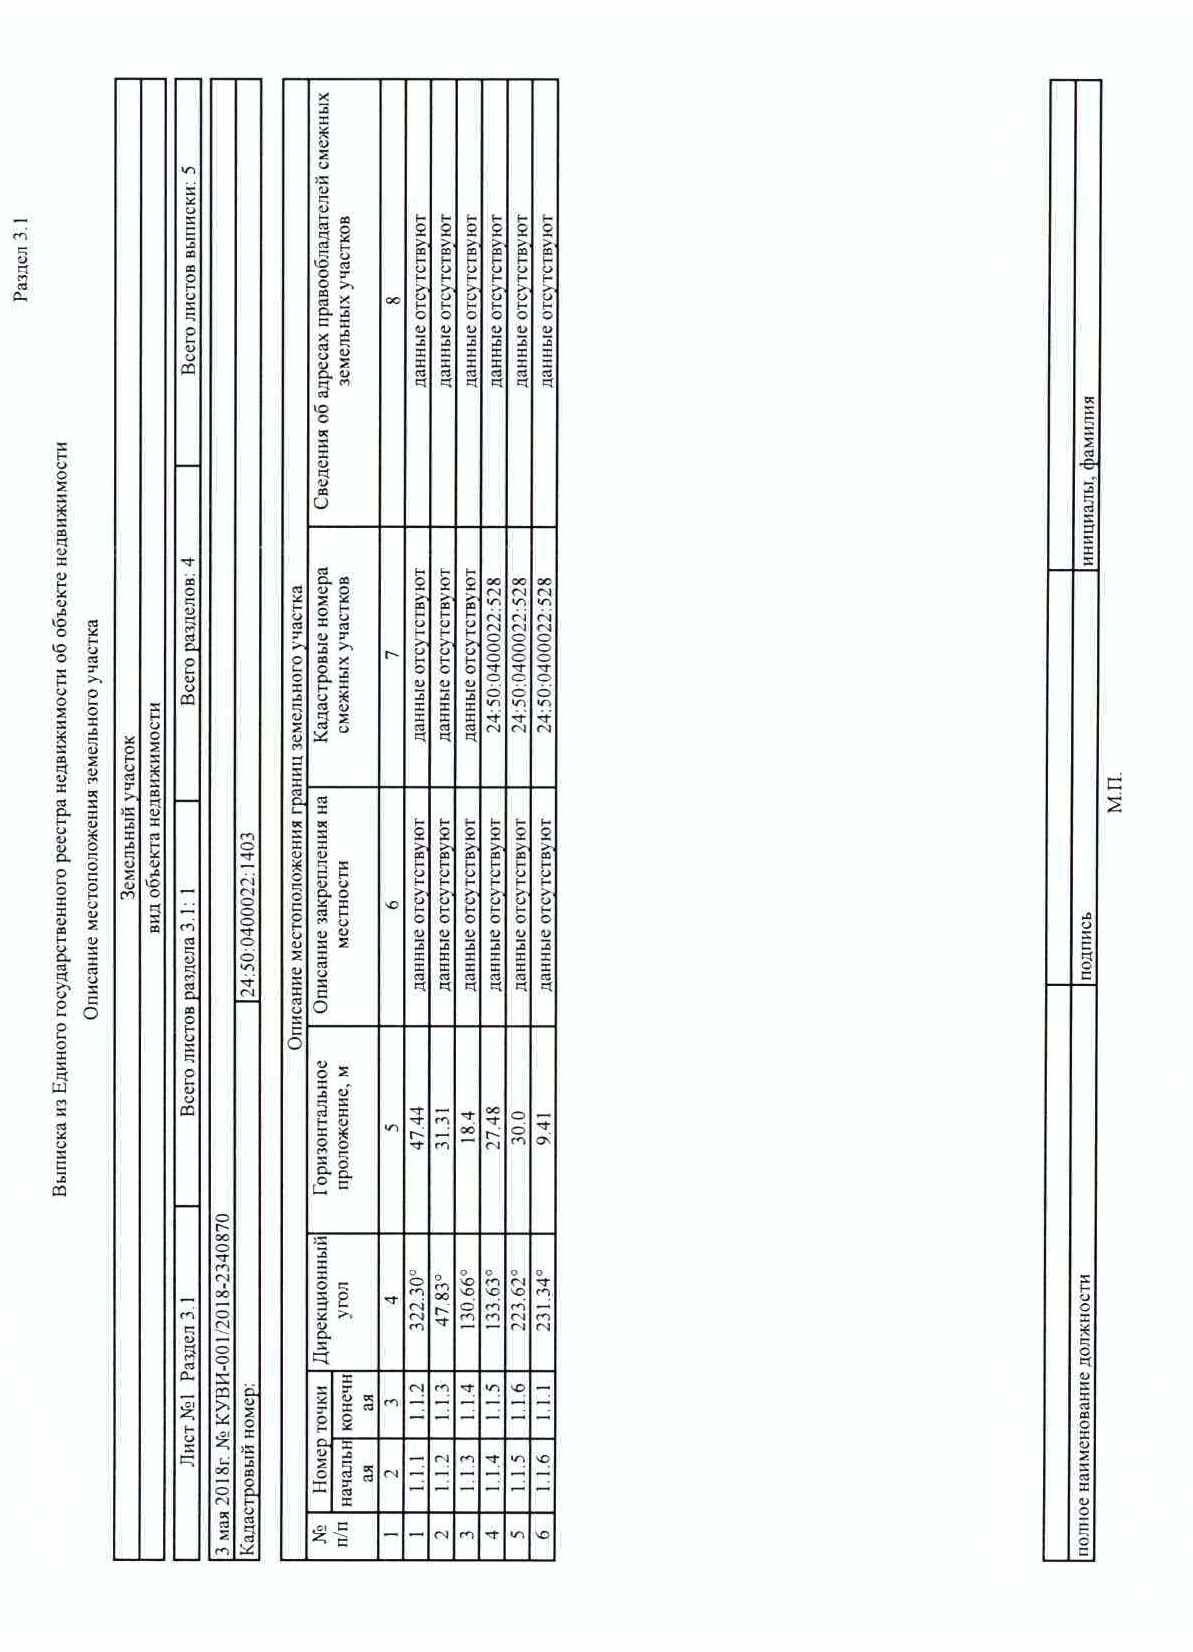 Раздел 3.1
Выписка из Единого государственного реестра недвижимости об объекте недвижимости
Описание местоположения земельного участка
Земельный участок
вид объекта недвижимости
Лист №1 Раздел 3.1 Всего листов раздела 3.1: 1 Всего разделов: 4 Всего листов выписки: 5
3 мая 2018г. № КУВИ-001/2018-2340870
Кадастровый номер: 24:50:0400022:1403
Описание местоположения границ земельного участка
№ п/п Номер точки Дирекционный угол Горизонтальное проложение, м Описание закрепления на местности Кадастровые номера смежных участков Сведения об адресах правообладателей смежных земельных участков
начальная конечная
1 2 3 4 5 6 7 8
1 1.1.1 1.1.2 322.30° 47.44 данные отсутствуют данные отсутствуют данные отсутствуют
2 1.1.2 1.1.3 47.83° 31.31 данные отсутствуют данные отсутствуют данные отсутствуют
3 1.1.3 1.1.4 130.66° 18.4 данные отсутствуют данные отсутствуют данные отсутствуют
4 1.1.4 1.1.5 133.63° 27.48 данные отсутствуют 24:50:0400022:528 данные отсутствуют
5 1.1.5 1.1.6 223.62° 30.0 данные отсутствуют 24:50:0400022:528 данные отсутствуют
6 1.1.6 1.1.1 231.34° 9.41 данные отсутствуют 24:50:0400022:528 данные отсутствуют
полное наименование должности подпись инициалы, фамилия
М.П.